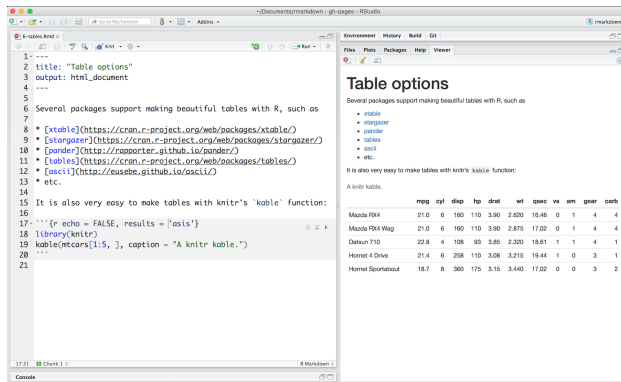 ~/Documents/rmarkdown - gh-pages - RStudio
Go to file/function
Addins
rmarkdown
6-tables.Rmd
Knit
Run
1 ---
2 title: "Table options"
3 output: html_document
4 ---
5
6 Several packages support making beautiful tables with R, such as
7
8 * [xtable](https://cran.r-project.org/web/packages/xtable/)
9 * [stargazer](https://cran.r-project.org/web/packages/stargazer/)
10 * [pander](http://rapporter.github.io/pander/)
11 * [tables](https://cran.r-project.org/web/packages/tables/)
12 * [ascii](http://eusebe.github.io/ascii/)
13 * etc.
14
15 It is also very easy to make tables with knitr's `kable` function:
16
17 ```{r echo = FALSE, results = 'asis'}
18 library(knitr)
19 kable(mtcars[1:5, ], caption = "A knitr kable.")
20 ```
21
17:31 Chunk 1 R Markdown
Console
Environment History Build Git
Files Plots Packages Help Viewer
Table options
Several packages support making beautiful tables with R, such as
• xtable
• stargazer
• pander
• tables
• ascii
• etc.
It is also very easy to make tables with knitr's kable function:
A knitr kable.
mpg cyl disp hp drat wt qsec vs am gear carb
Mazda RX4 21.0 6 160 110 3.90 2.620 16.46 0 1 4 4
Mazda RX4 Wag 21.0 6 160 110 3.90 2.875 17.02 0 1 4 4
Datsun 710 22.8 4 108 93 3.85 2.320 18.61 1 1 4 1
Hornet 4 Drive 21.4 6 258 110 3.08 3.215 19.44 1 0 3 1
Hornet Sportabout 18.7 8 360 175 3.15 3.440 17.02 0 0 3 2